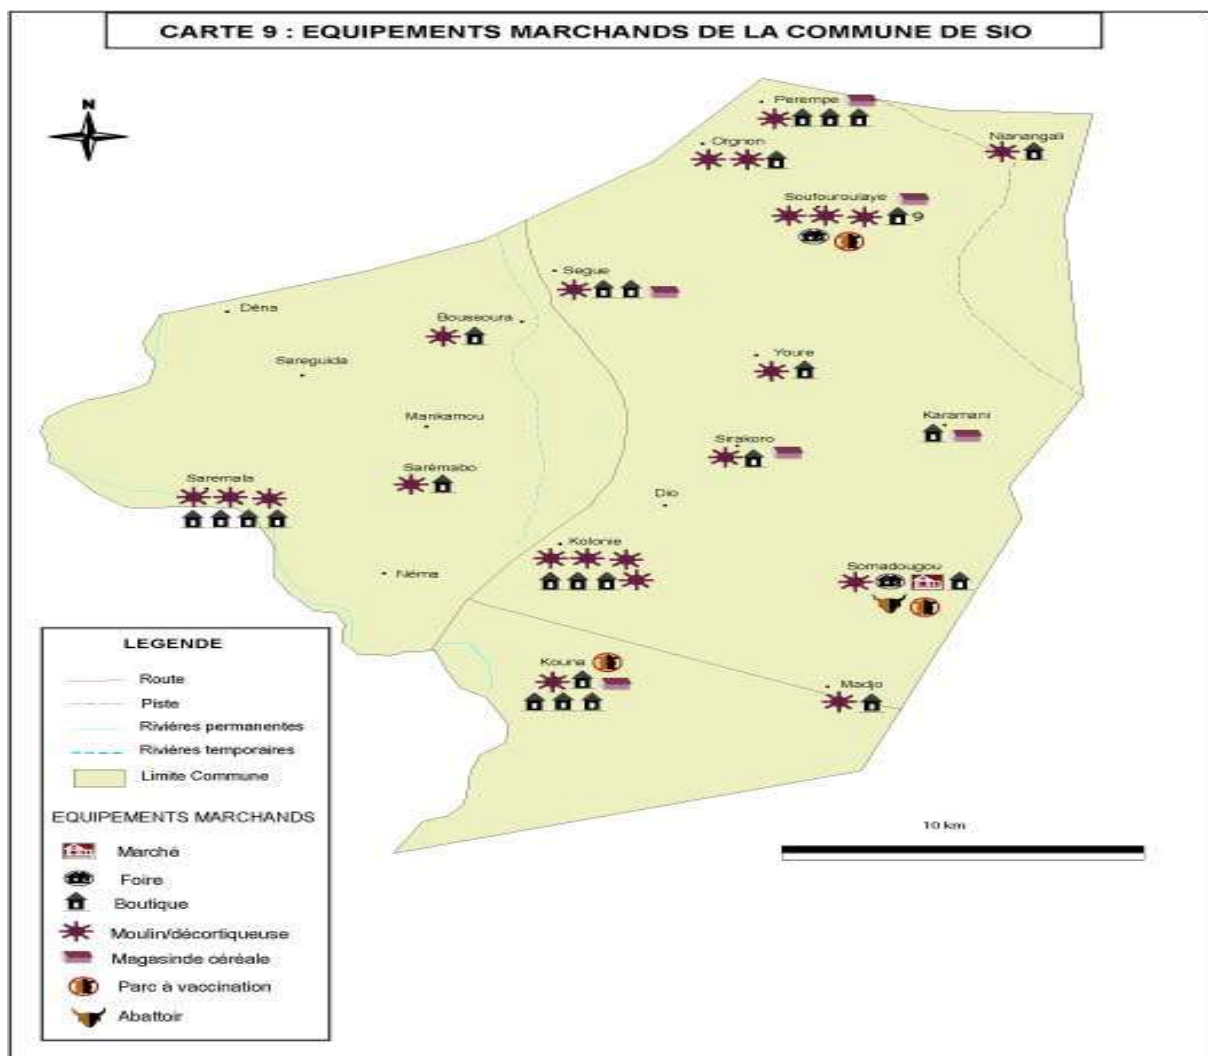 CARTE 9 : EQUIPEMENTS MARCHANDS DE LA COMMUNE DE SIO
N
Perempe
Orgnon
Nianangali
Soufouroulaye
9
Segue
Déna
Boussoura
Sareguida
Youre
Mankamou
Karamani
Sirakoro
Sarémabo
Saremala
Dio
Kolonie
Néma
Somadougou
Kouna
Madjo
LEGENDE
Route
Piste
Rivières permanentes
Rivières temporaires
Limite Commune
EQUIPEMENTS MARCHANDS
Marché
Foire
Boutique
Moulin/décortiqueuse
Magasinde céréale
Parc à vaccination
Abattoir
10 km